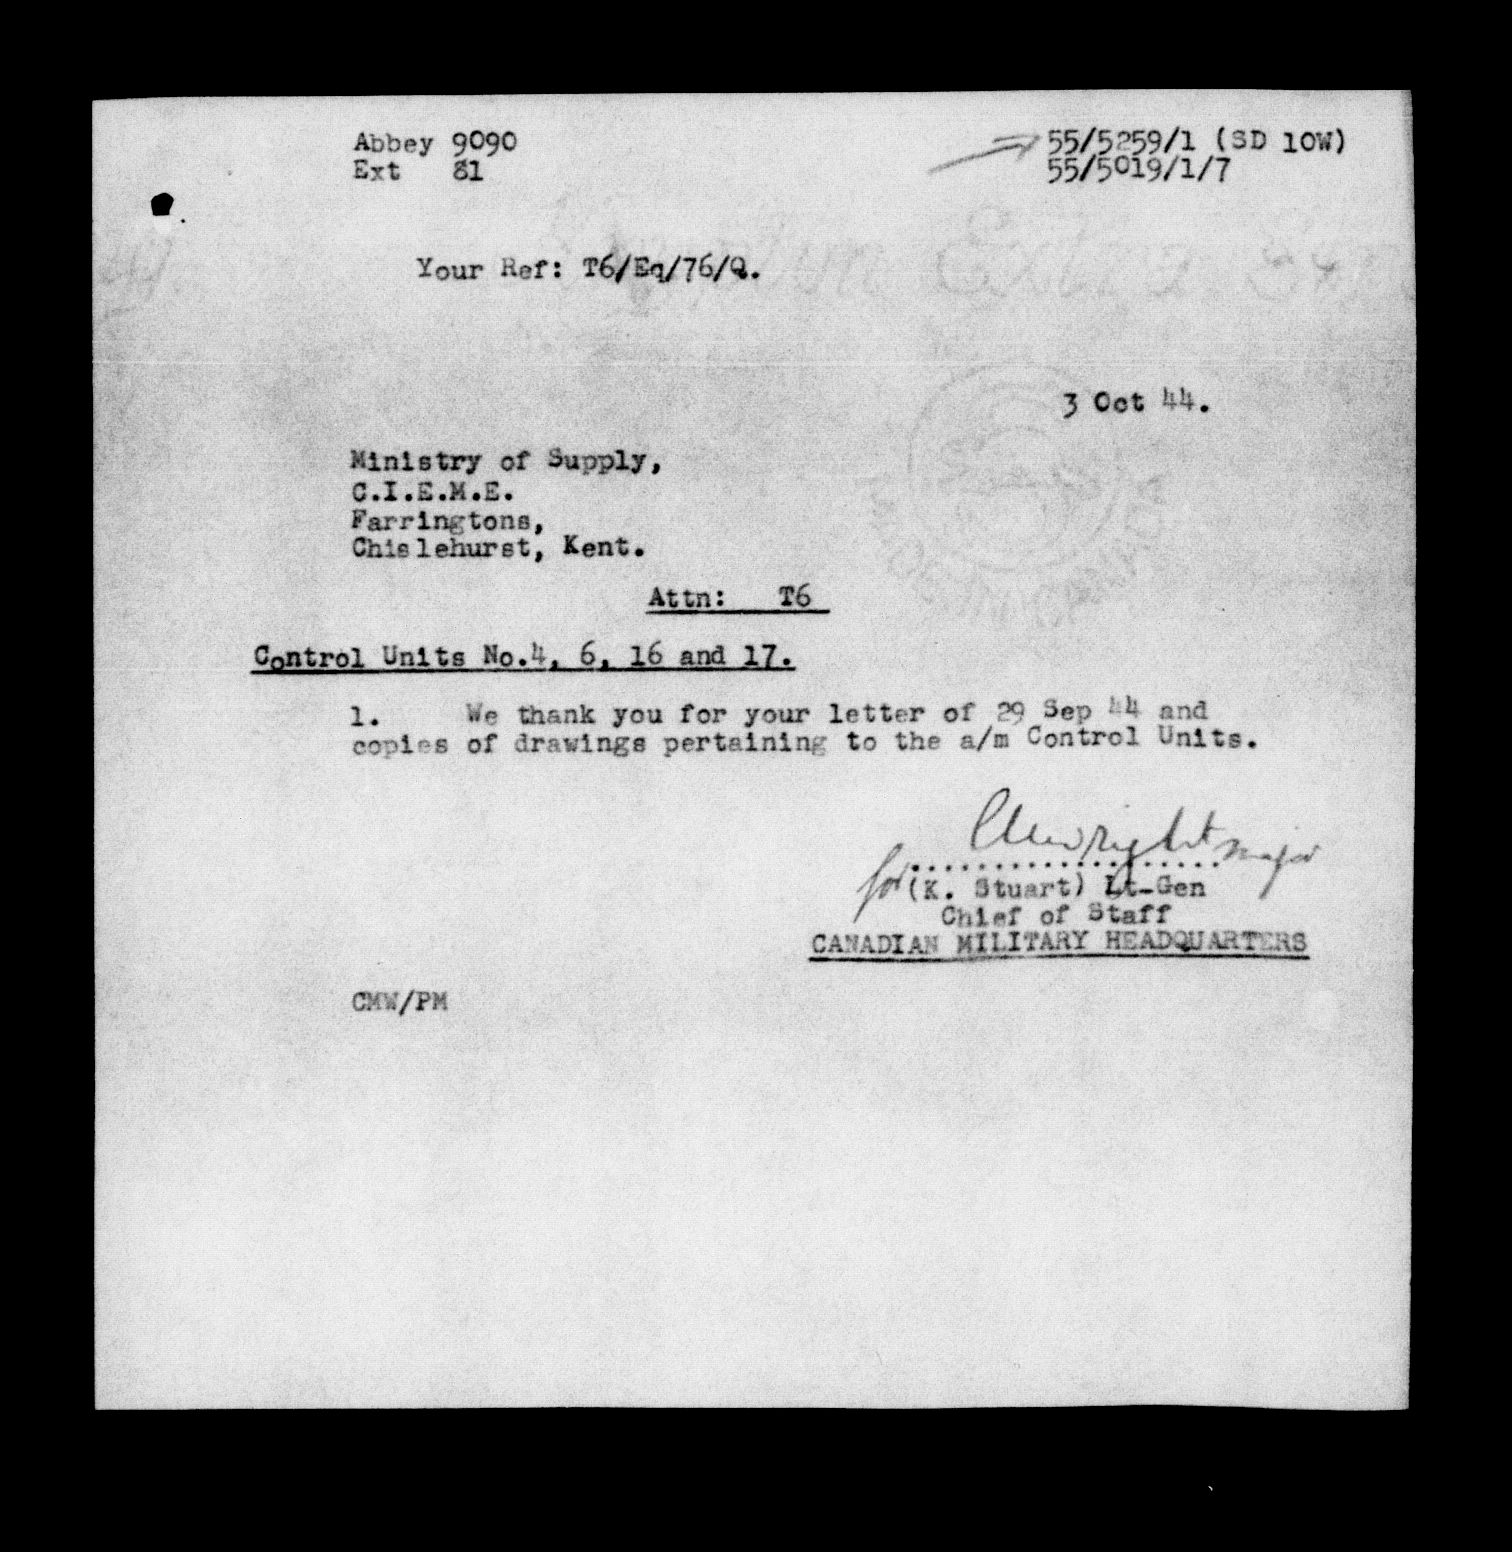 Abbey 9090
Ext 81
55/5259/1 (SD 10W)
55/5019/1/7
Your Ref: T6/Eq/76/Q.
3 Oct 44.
Ministry of Supply,
C.I.E.M.E.
Farringtons,
Chislehurst, Kent.
Attn: T6
Control Units No.4, 6, 16 and 17.
1. We thank you for your letter of 29 Sep 44 and
copies of drawings pertaining to the a/m Control Units.
CMWright Major
for ....................
(K. Stuart) Lt-Gen
Chief of Staff
CANADIAN MILITARY HEADQUARTERS
CMW/PM